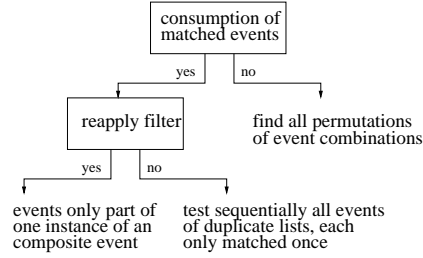 consumption of
matched events
yes
no
reapply filter
find all permutations
of event combinations
yes
no
events only part of
one instance of an
composite event
test sequentially all events
of duplicate lists, each
only matched once